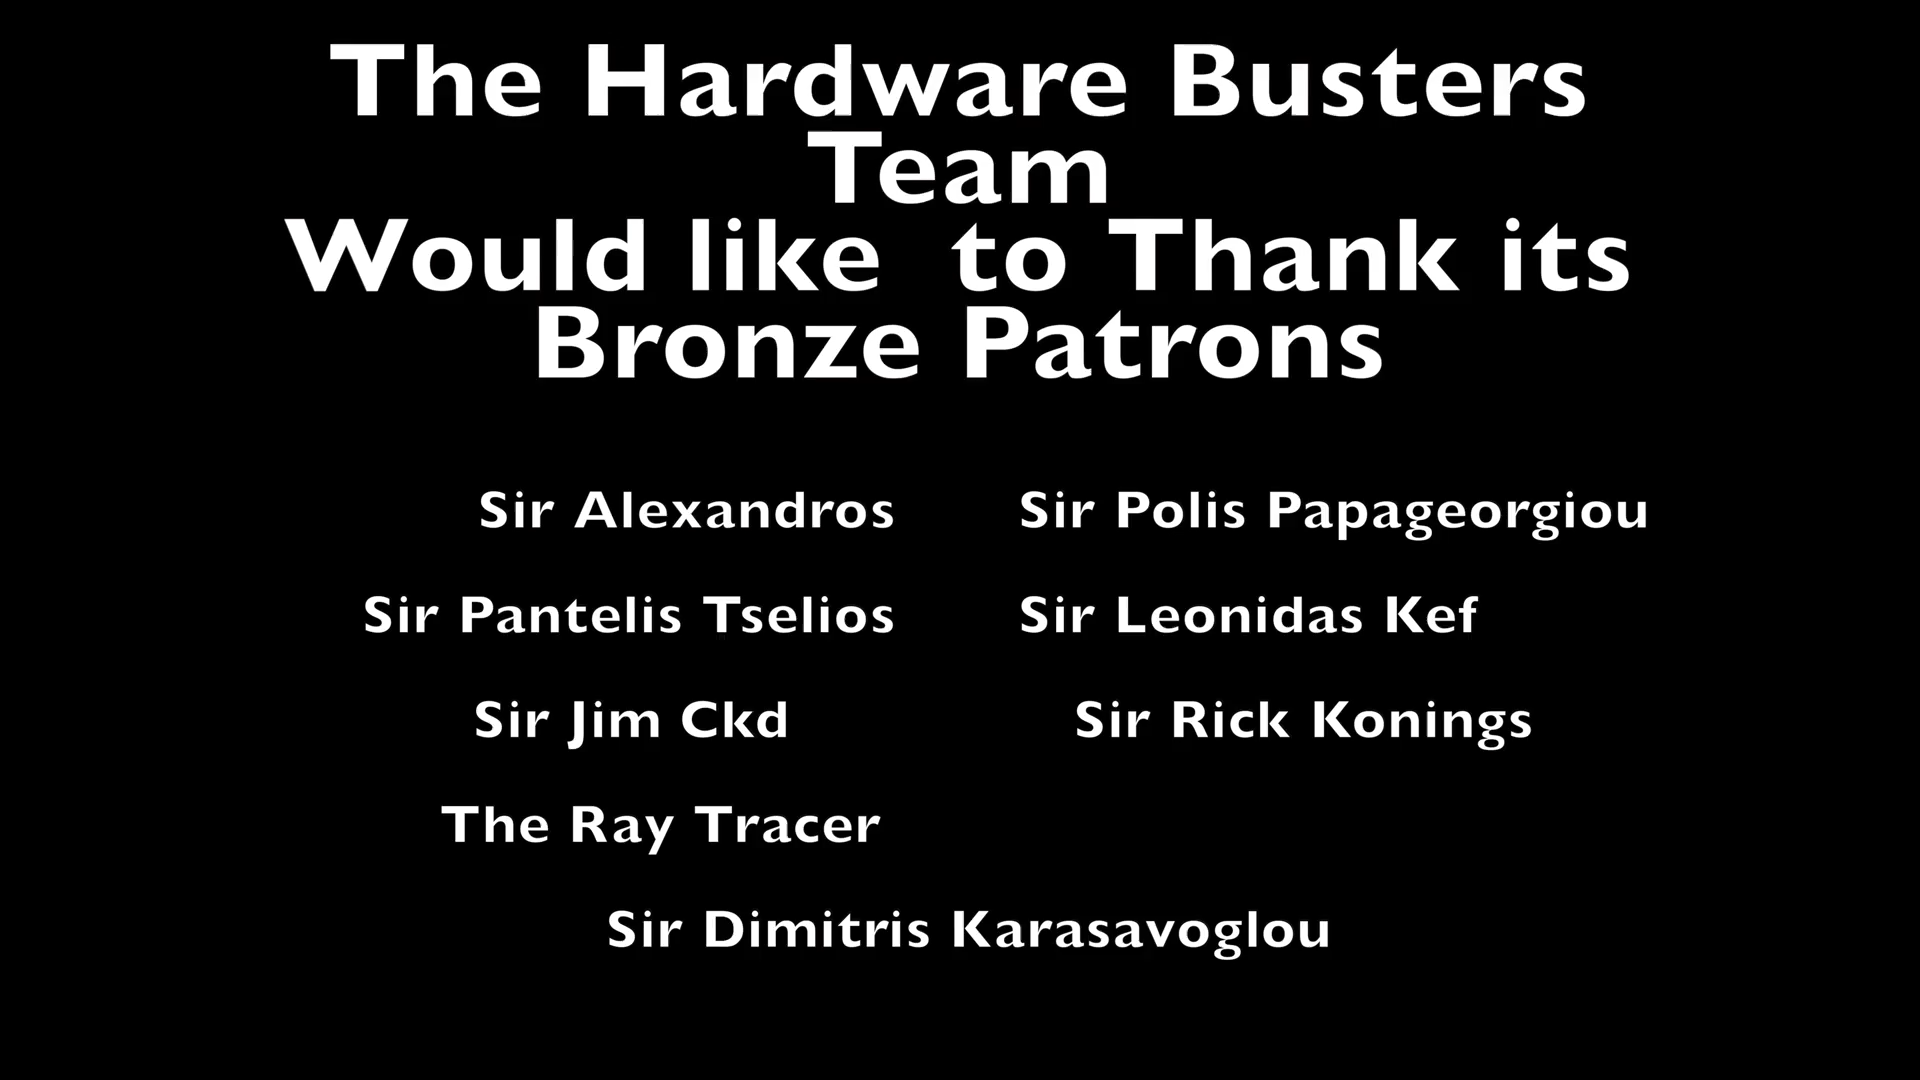 The Hardware Busters
Team
Would like  to Thank its
Bronze Patrons
Sir Alexandros Sir Polis Papageorgiou
Sir Pantelis Tselios Sir Leonidas Kef
Sir Jim Ckd Sir Rick Konings
The Ray Tracer
Sir Dimitris Karasavoglou